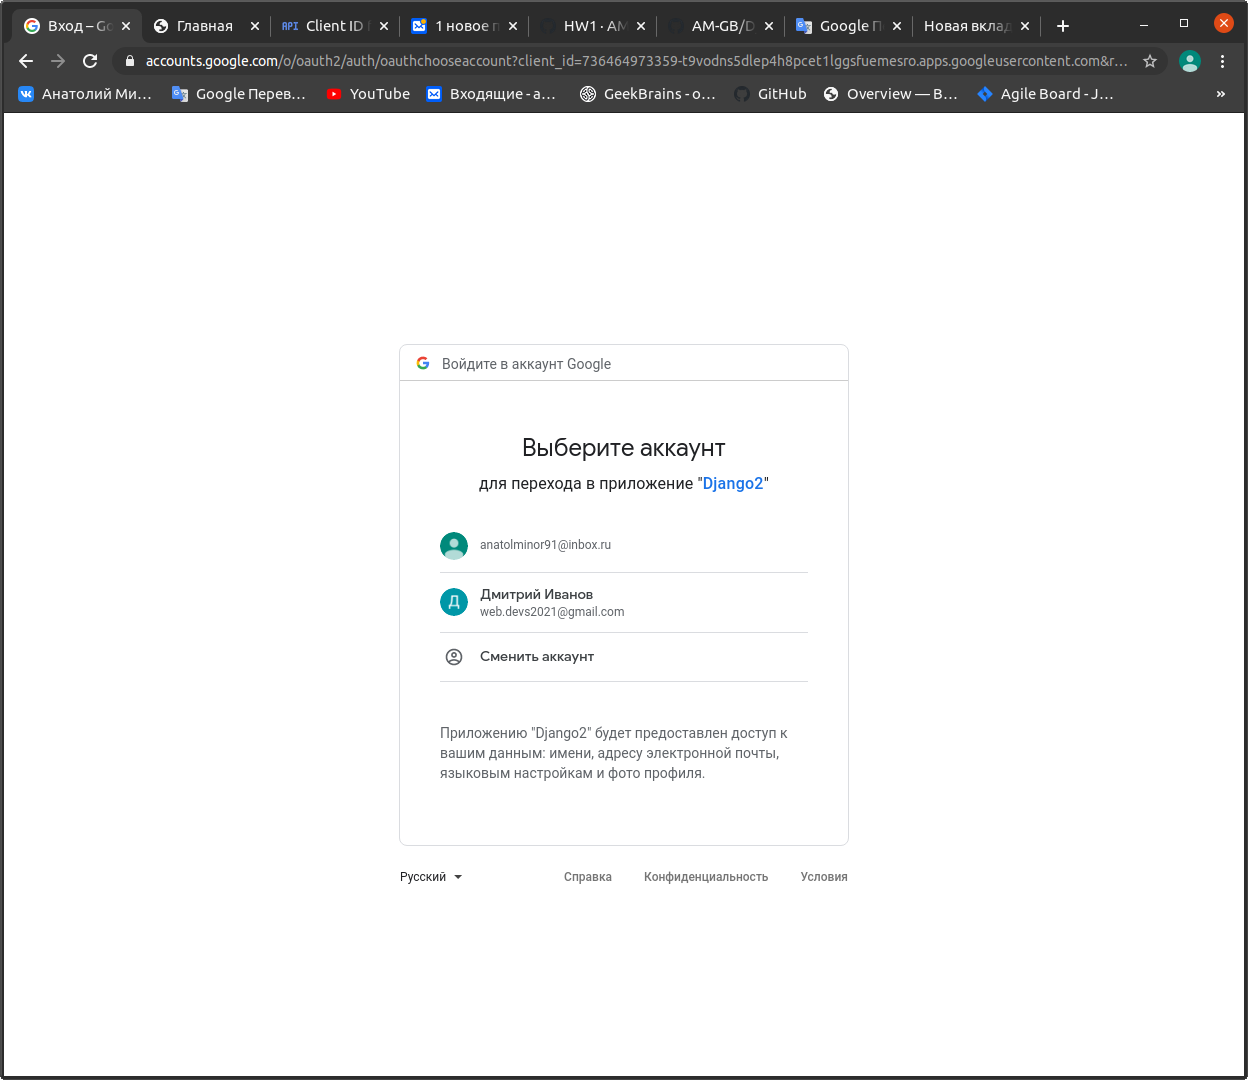 Вход – Go
Главная
API Client ID f
1 новое п
HW1 · AM
AM-GB/D
Google П
Новая вклад
accounts.google.com/o/oauth2/auth/oauthchooseaccount?client_id=736464973359-t9vodns5dlep4h8pcet1lggsfuemesro.apps.googleusercontent.com&r...
Анатолий Ми...
Google Перев...
YouTube
Входящие - a...
GeekBrains - о...
GitHub
Overview — B...
Agile Board - J...
»
Войдите в аккаунт Google
Выберите аккаунт
для перехода в приложение "Django2"
anatolminor91@inbox.ru
Д
Дмитрий Иванов
web.devs2021@gmail.com
Сменить аккаунт
Приложению "Django2" будет предоставлен доступ к
вашим данным: имени, адресу электронной почты,
языковым настройкам и фото профиля.
Русский
Справка
Конфиденциальность
Условия